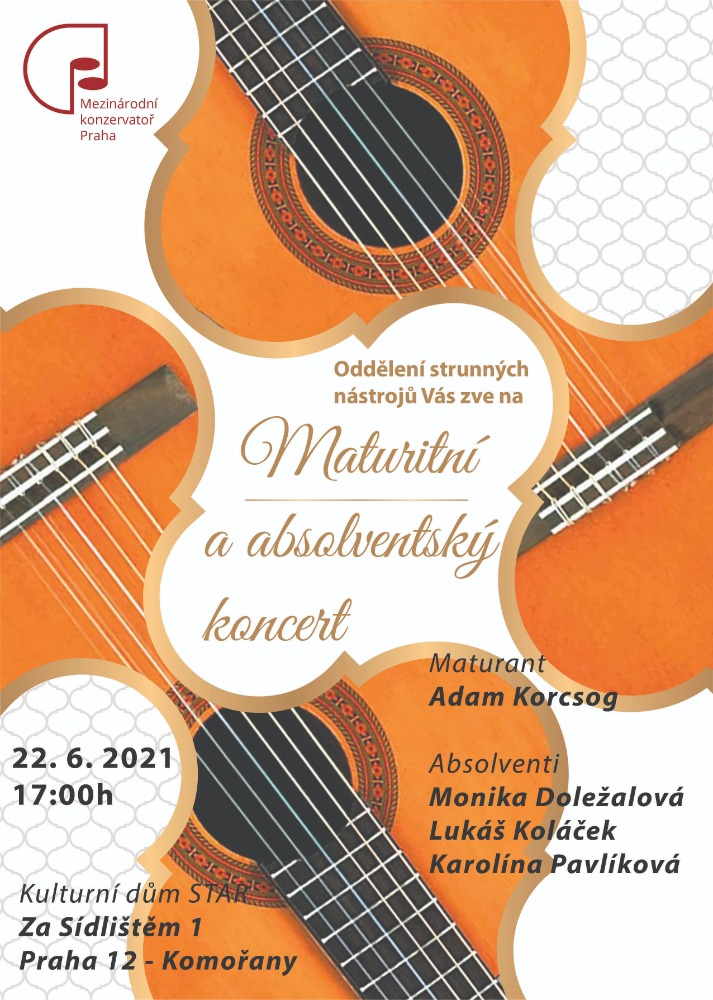 Mezinárodní
konzervatoř
Praha
Oddělení strunných
nástrojů Vás zve na
Maturitní
a absolventský
koncert
Maturant
Adam Korcsog
Absolventi
Monika Doležalová
Lukáš Koláček
Karolína Pavlíková
22. 6. 2021
17:00h
Kulturní dům STAR
Za Sídlištěm 1
Praha 12 - Komořany